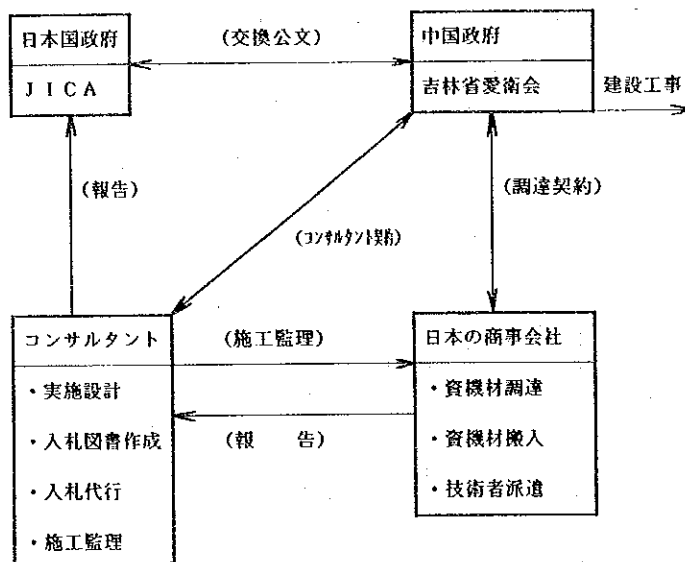 日本国政府
(交換公文)
中国政府
JICA
吉林省愛衛会
建設工事
(報告)
(調達契約)
(コンサルタント契約)
コンサルタント
(施工監理)
日本の商事会社
・実施設計
・資機材調達
・入札図書作成
(報 告)
・資機材搬入
・入札代行
・技術者派遣
・施工監理